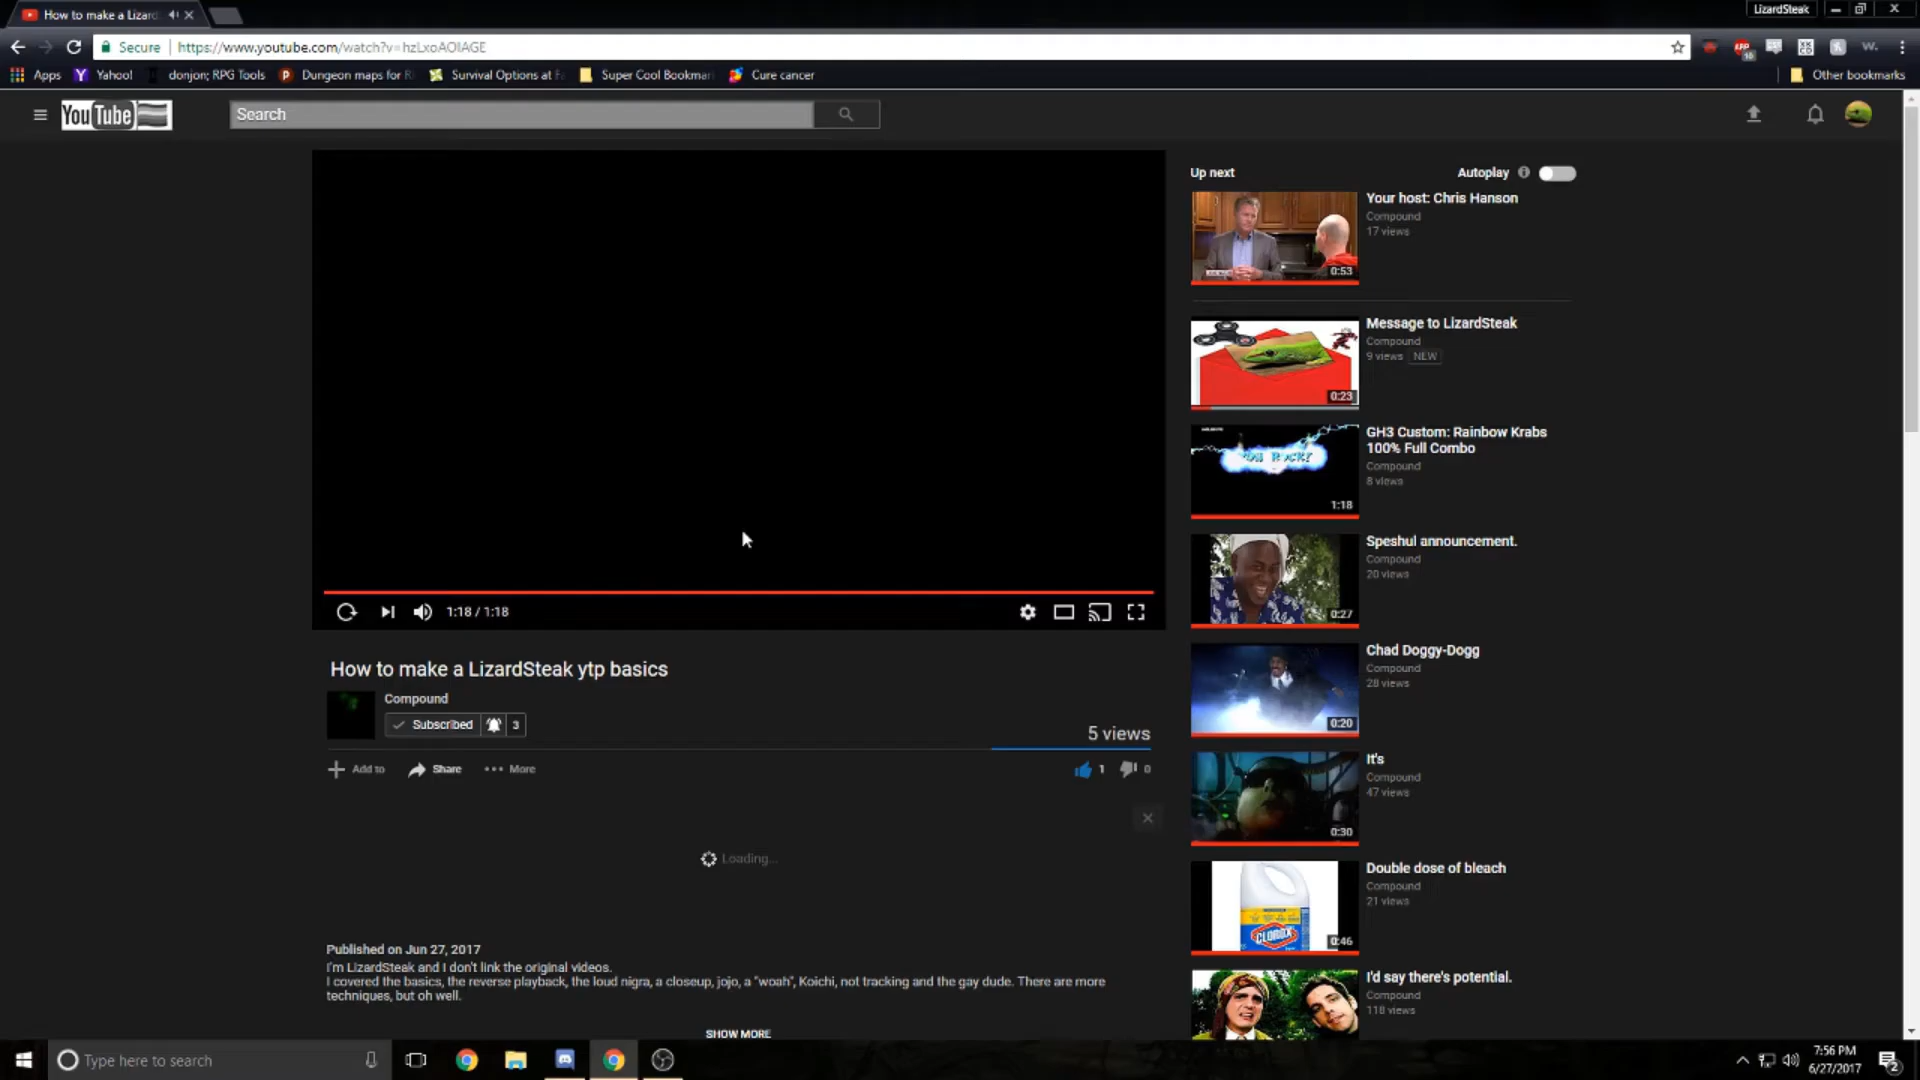 How to make a Lizard
LizardSteak
Secure
https://www.youtube.com/watch?v=hzLxoAOlAGE
Apps
Yahoo!
donjon; RPG Tools
Dungeon maps for R
Survival Options at F
Super Cool Bookmar
Cure cancer
Other bookmarks
YouTube
Search
Up next
Autoplay
Your host: Chris Hanson
Compound
17 views
0:53
Message to LizardSteak
Compound
9 views NEW
0:23
GH3 Custom: Rainbow Krabs
100% Full Combo
Compound
8 views
YOU ROCK!
1:18
Speshul announcement.
Compound
20 views
0:27
Chad Doggy-Dogg
Compound
28 views
0:20
It's
Compound
47 views
0:30
Double dose of bleach
Compound
21 views
CLOROX
0:46
I'd say there's potential.
Compound
118 views
1:18 / 1:18
How to make a LizardSteak ytp basics
Compound
Subscribed 3
5 views
Add to
Share
More
1
0
Loading...
Published on Jun 27, 2017
I'm LizardSteak and I don't link the original videos.
I covered the basics, the reverse playback, the loud nigra, a closeup, jojo, a "woah", Koichi, not tracking and the gay dude. There are more
techniques, but oh well.
SHOW MORE
Type here to search
7:56 PM
6/27/2017
2